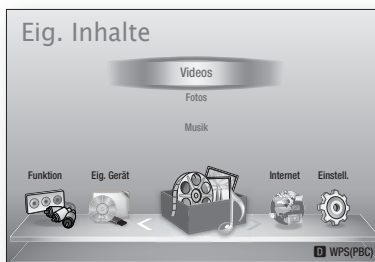 Eig. Inhalte
Videos
Fotos
Musik
Funktion Eig. Gerät Internet Einstell.
D WPS(PBC)